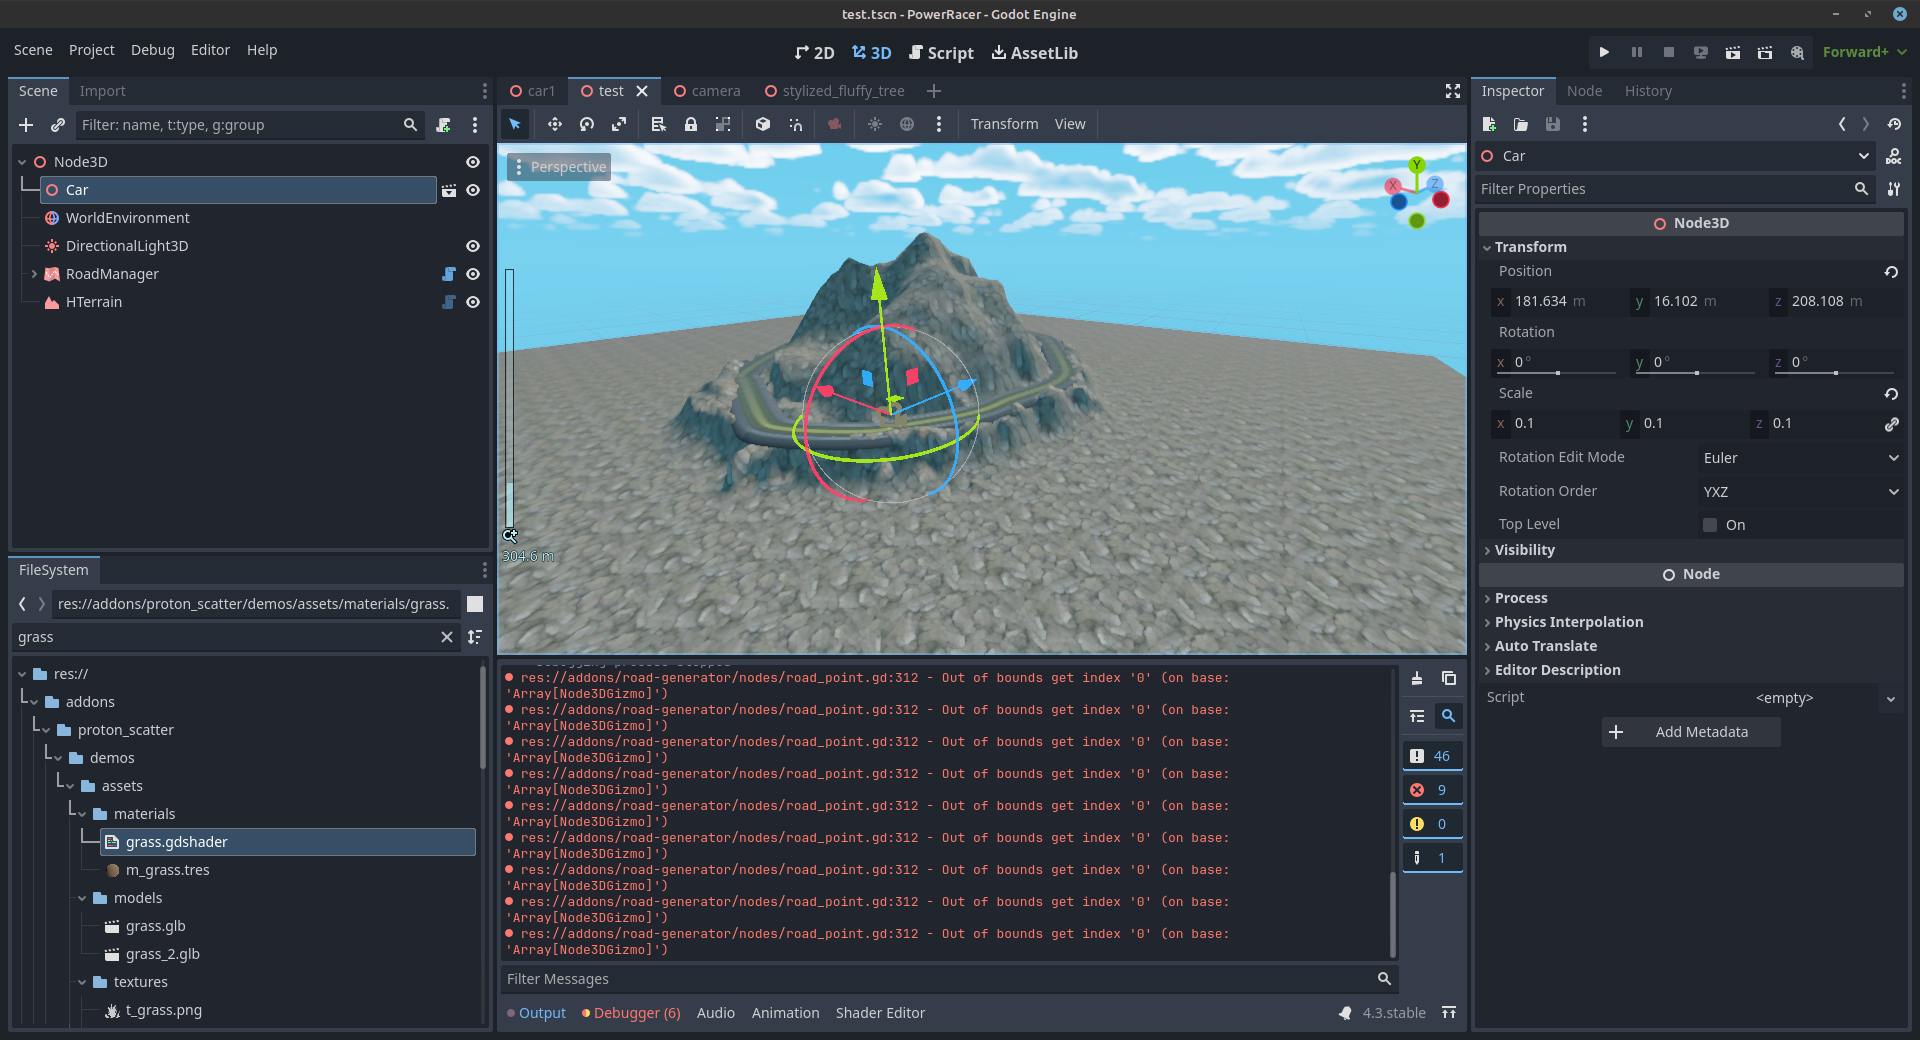 test.tscn - PowerRacer - Godot Engine
Scene Project Debug Editor Help
2D 3D Script AssetLib
Forward+
Scene Import
Filter: name, t:type, g:group
Node3D
Car
WorldEnvironment
DirectionalLight3D
RoadManager
HTerrain
FileSystem
res://addons/proton_scatter/demos/assets/materials/grass.
grass
res://
addons
proton_scatter
demos
assets
materials
grass.gdshader
m_grass.tres
models
grass.glb
grass_2.glb
textures
t_grass.png
car1 test camera stylized_fluffy_tree
Transform View
Perspective
Y
X
Z
304.6 m
res://addons/road-generator/nodes/road_point.gd:312 - Out of bounds get index '0' (on base:
'Array[Node3DGizmo]')
res://addons/road-generator/nodes/road_point.gd:312 - Out of bounds get index '0' (on base:
'Array[Node3DGizmo]')
res://addons/road-generator/nodes/road_point.gd:312 - Out of bounds get index '0' (on base:
'Array[Node3DGizmo]')
res://addons/road-generator/nodes/road_point.gd:312 - Out of bounds get index '0' (on base:
'Array[Node3DGizmo]')
res://addons/road-generator/nodes/road_point.gd:312 - Out of bounds get index '0' (on base:
'Array[Node3DGizmo]')
res://addons/road-generator/nodes/road_point.gd:312 - Out of bounds get index '0' (on base:
'Array[Node3DGizmo]')
res://addons/road-generator/nodes/road_point.gd:312 - Out of bounds get index '0' (on base:
'Array[Node3DGizmo]')
res://addons/road-generator/nodes/road_point.gd:312 - Out of bounds get index '0' (on base:
'Array[Node3DGizmo]')
res://addons/road-generator/nodes/road_point.gd:312 - Out of bounds get index '0' (on base:
'Array[Node3DGizmo]')
46
9
0
1
Filter Messages
Output Debugger (6) Audio Animation Shader Editor 4.3.stable
Inspector Node History
Car
DOC
Filter Properties
Node3D
Transform
Position
x 181.634 m y 16.102 m z 208.108 m
Rotation
x 0° y 0° z 0°
Scale
x 0.1 y 0.1 z 0.1
Rotation Edit Mode Euler
Rotation Order YXZ
Top Level On
Visibility
Node
Process
Physics Interpolation
Auto Translate
Editor Description
Script <empty>
Add Metadata